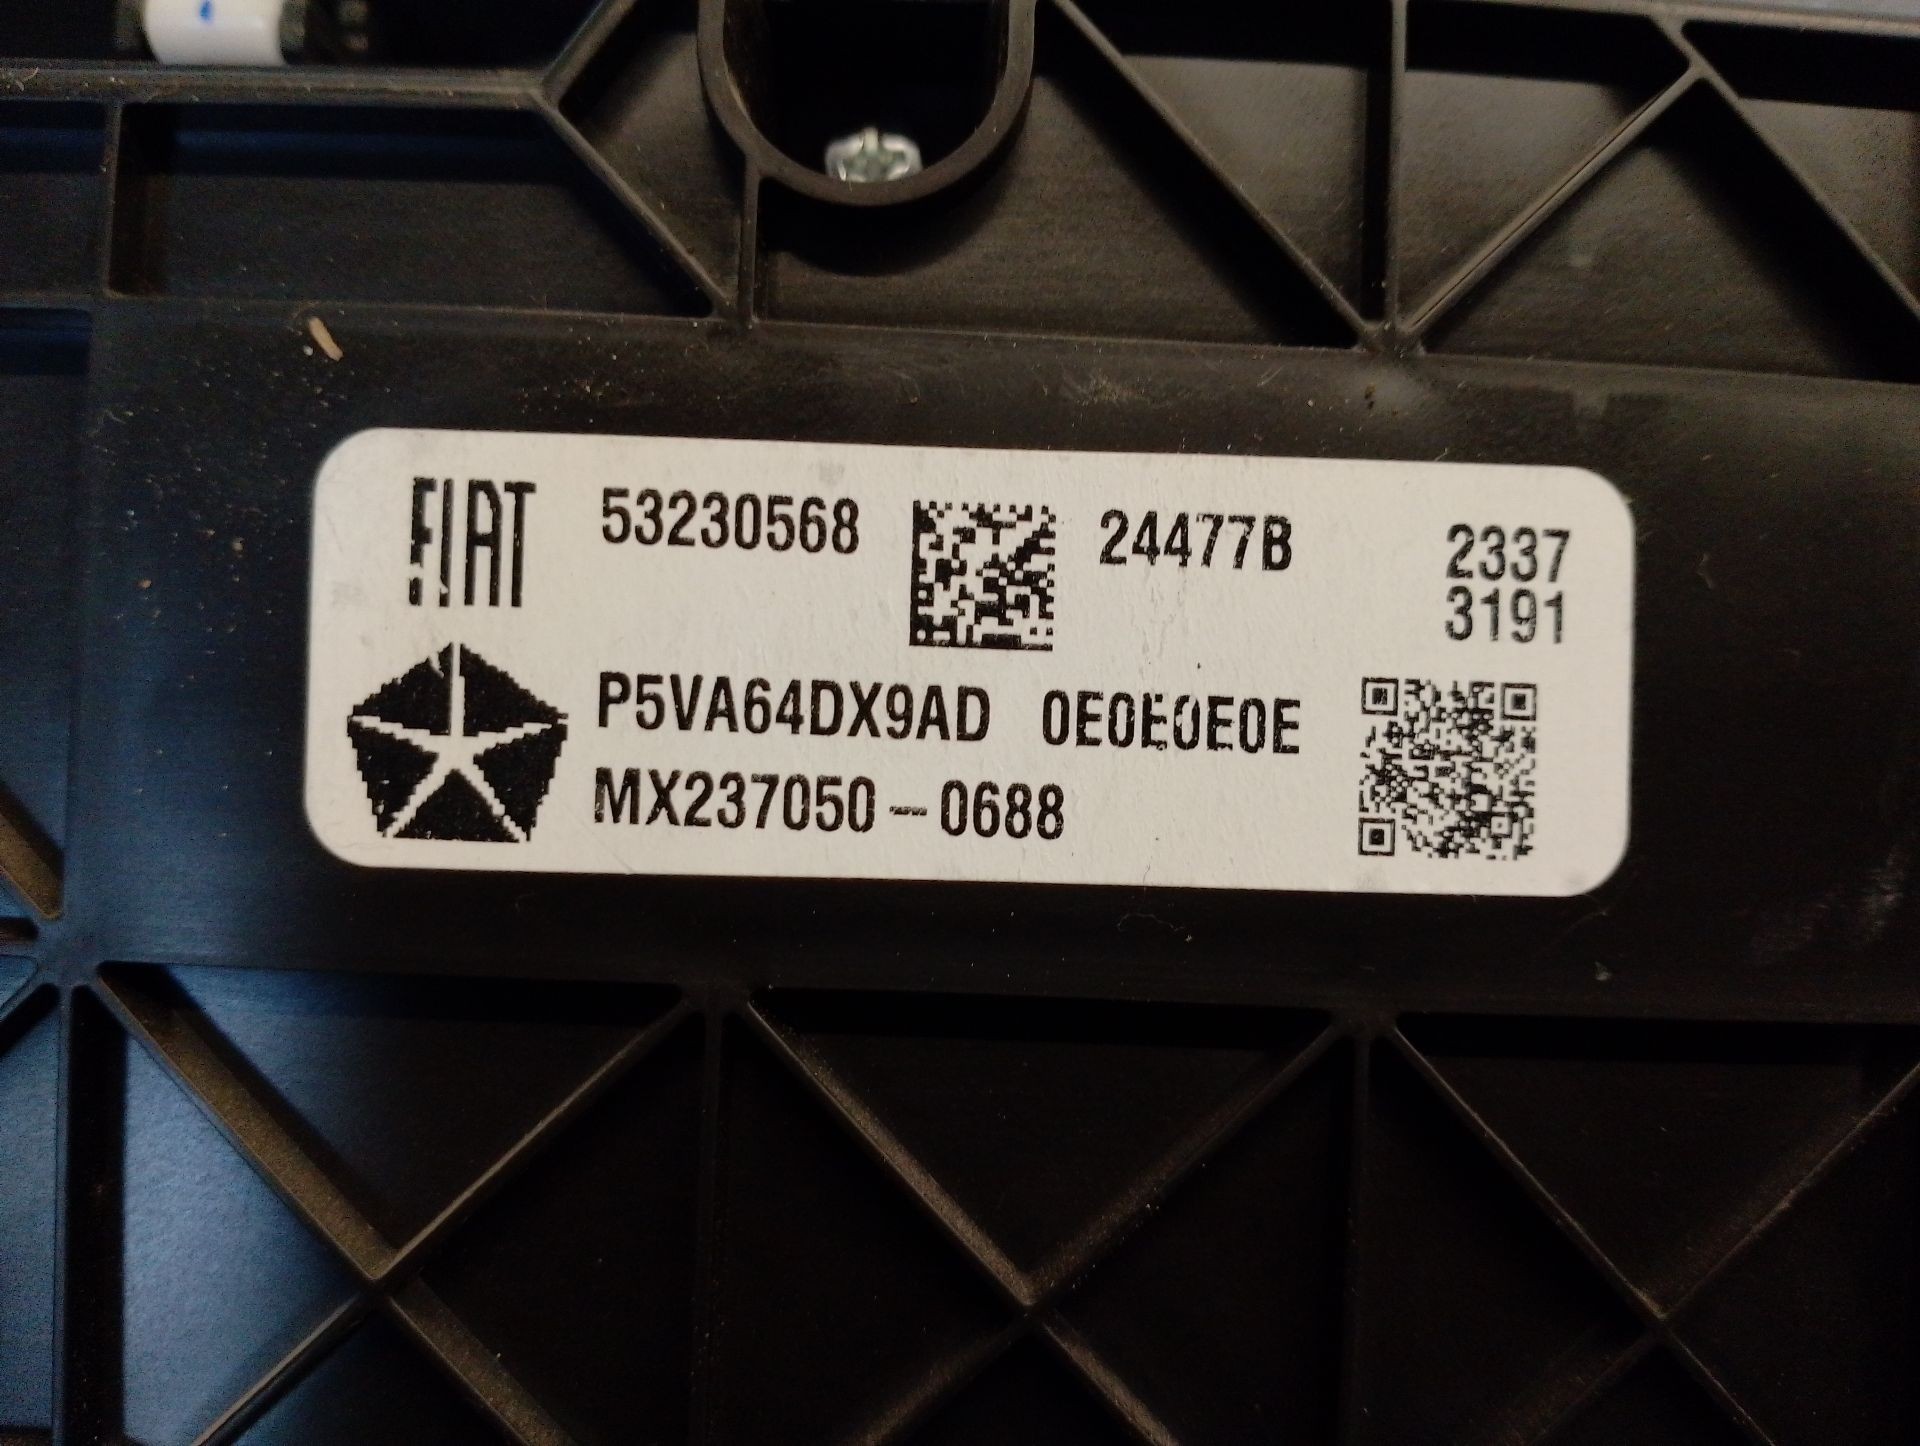 FIAT 53230568 24477B 2337
3191
P5VA64DX9AD 0E0E0E0E
MX237050-0688